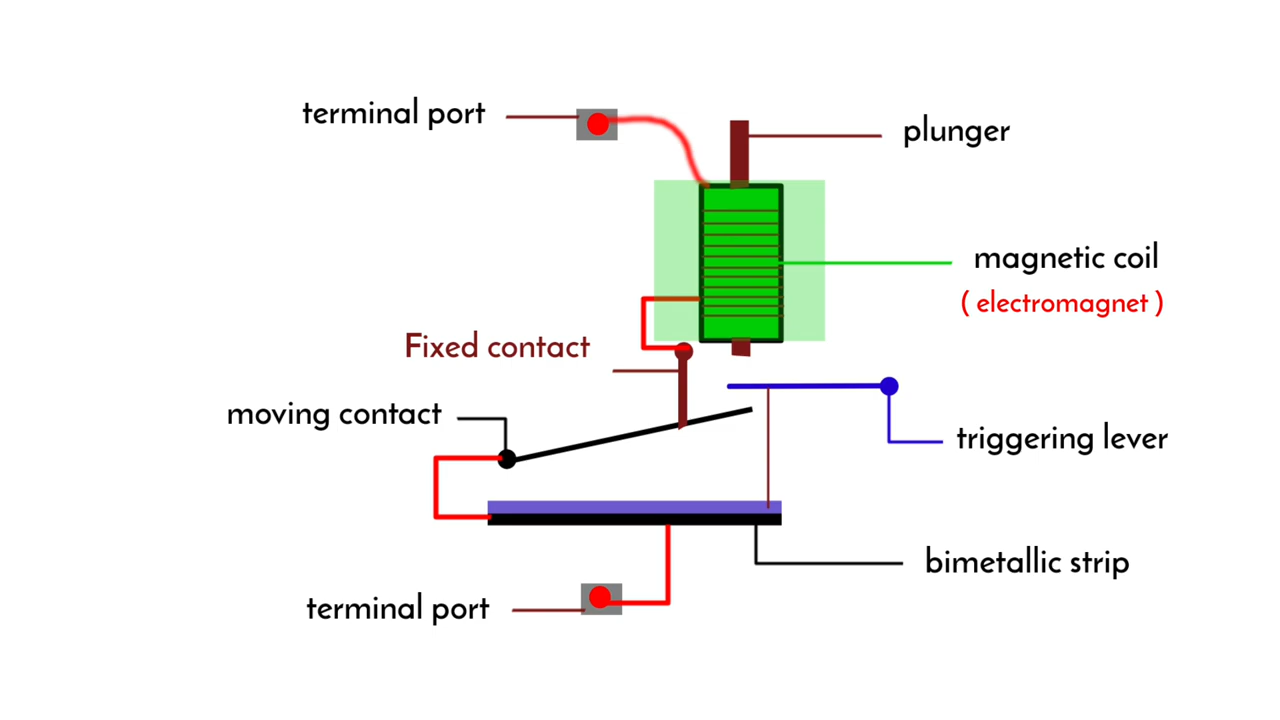 terminal port
plunger
magnetic coil
( electromagnet )
Fixed contact
moving contact
triggering lever
bimetallic strip
terminal port